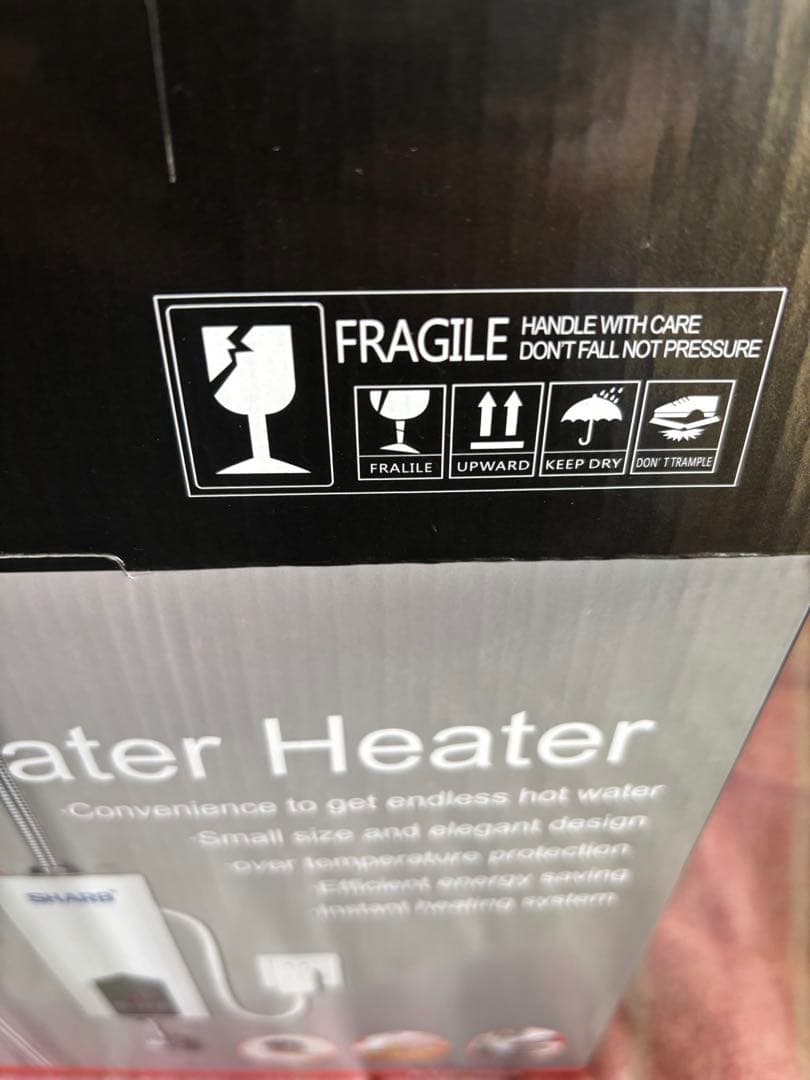 FRAGILE
HANDLE WITH CARE
DON'T FALL NOT PRESSURE
FRALILE
UPWARD
KEEP DRY
DON'T TRAMPLE
ater Heater
·Convenience to get endless hot water
·Small size and elegant design
·over temperature protection
·Efficient energy saving
·Instant heating system